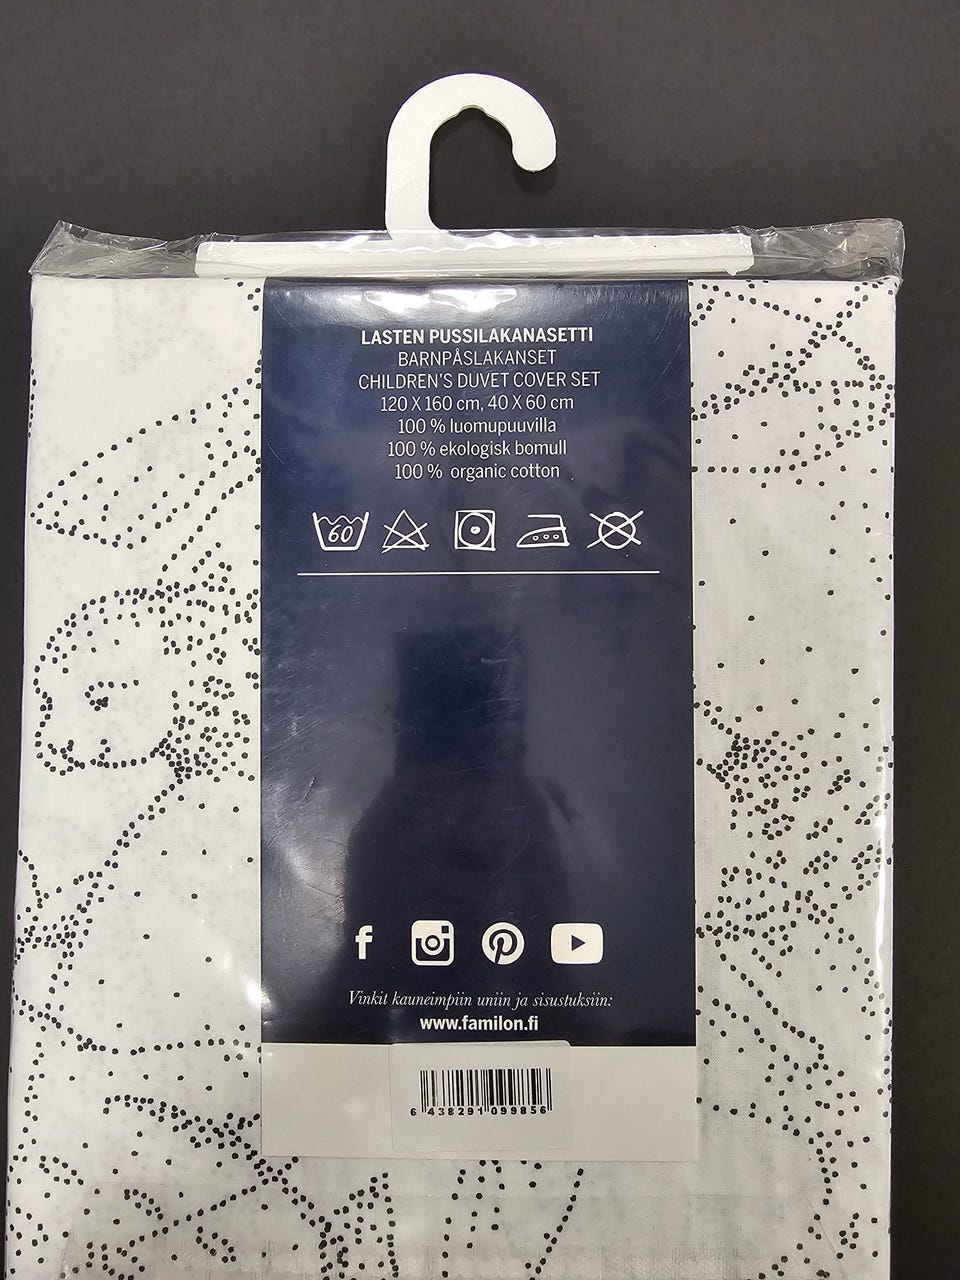 LASTEN PUSSILAKANASETTI
BARNPÅSLAKANSET
CHILDREN'S DUVET COVER SET
120 X 160 cm, 40 X 60 cm
100 % luomupuuvilla
100 % ekologisk bomull
100 % organic cotton
60
Vinkit kauneimpiin uniin ja sisustuksiin:
www.familon.fi
6 438291 099856